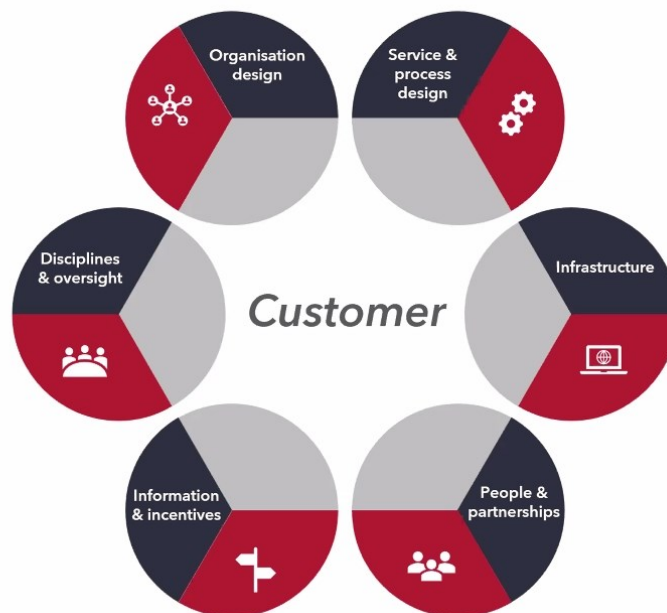 Organisation
design
Service &
process
design
Disciplines
& oversight
Infrastructure
Customer
Information
& incentives
People &
partnerships